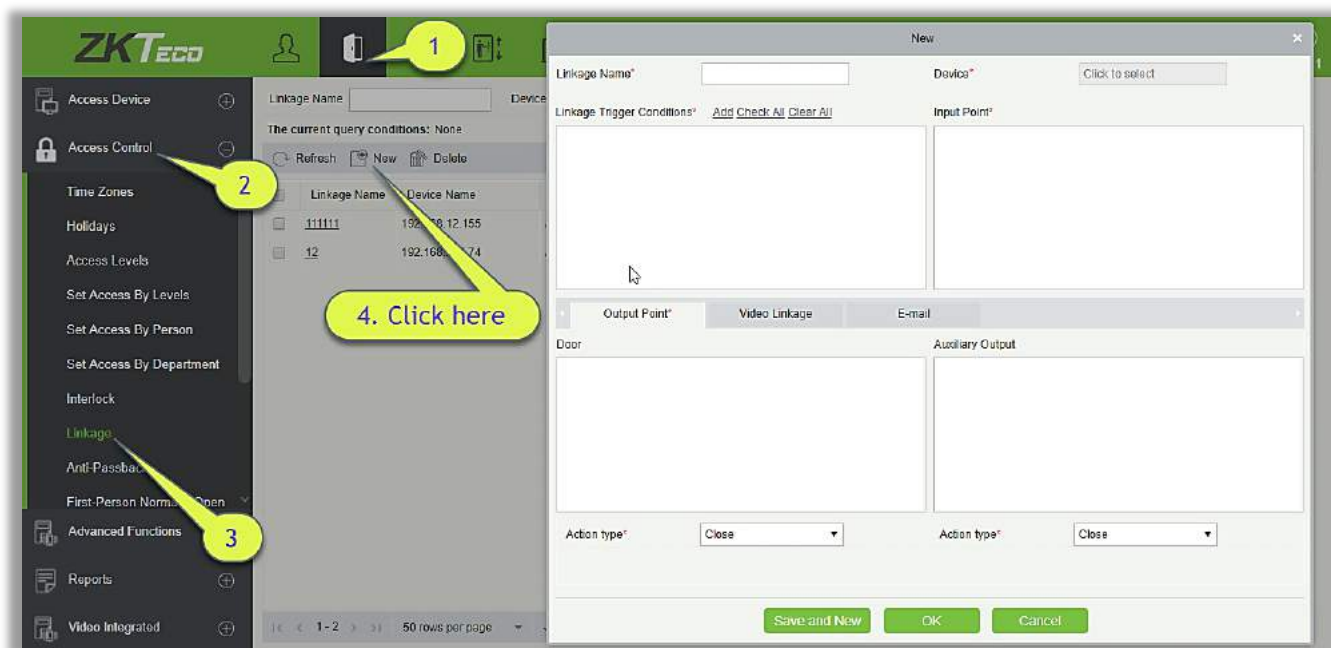 ZKTeco
1
New
1
Access Device
Linkage Name
Device
Linkage Name*
Device*
Click to select
The current query conditions: None
Linkage Trigger Conditions*
Add Check All Clear All
Input Point*
Access Control
Refresh
New
Delete
2
Time Zones
Linkage Name
Device Name
Holidays
111111
Access Levels
12
Set Access By Levels
4. Click here
Output Point*
Video Linkage
E-mail
Set Access By Person
Door
Auxiliary Output
Set Access By Department
Interlock
Linkage
First-Person
Advanced Functions
3
Action type*
Close
Action type*
Close
Reports
Video Integrated
1-2
50 rows per page
Save and New
OK
Cancel